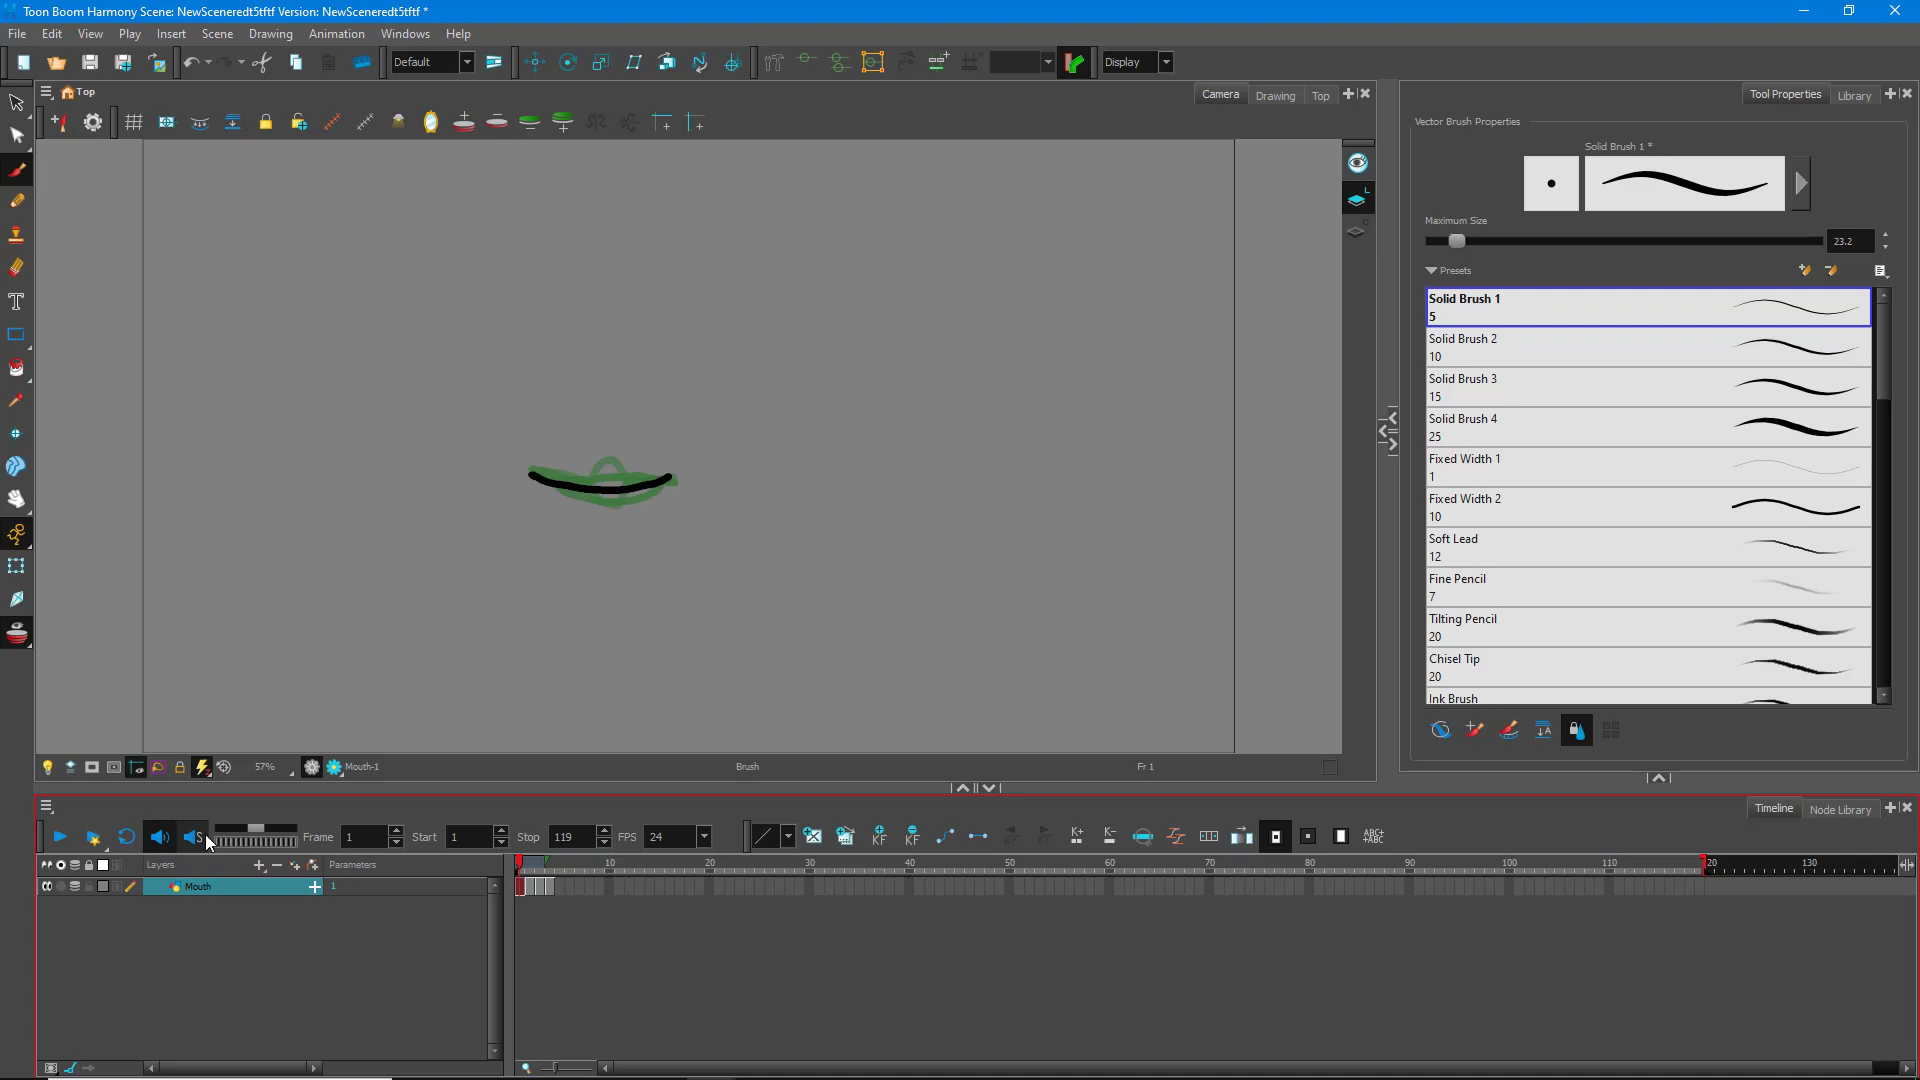 Toon Boom Harmony Scene: NewSceneredt5tftf Version: NewSceneredt5tftf *
File Edit View Play Insert Scene Drawing Animation Windows Help
Default
Display
Top
Camera Drawing Top
Tool Properties Library
Vector Brush Properties
Solid Brush 1 *
Maximum Size
23.2
Presets
Solid Brush 1
5
Solid Brush 2
10
Solid Brush 3
15
Solid Brush 4
25
Fixed Width 1
1
Fixed Width 2
10
Soft Lead
12
Fine Pencil
7
Tilting Pencil
20
Chisel Tip
20
Ink Brush
57% Mouth-1 Brush Fr 1
Timeline Node Library
Frame 1 Start 1 Stop 119 FPS 24
Layers Parameters
10 20 30 40 50 60 70 80 90 100 110 20 130
Mouth 1